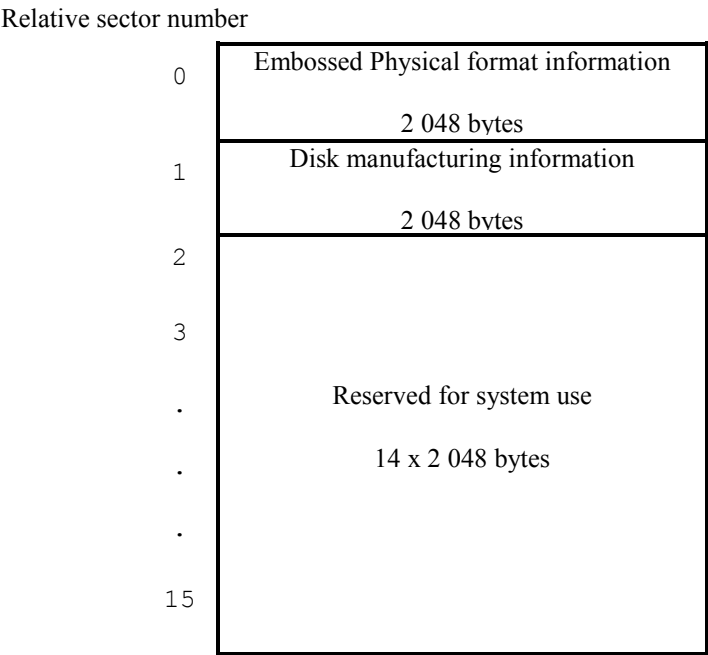 Relative sector number
0
Embossed Physical format information
2 048 bytes
1
Disk manufacturing information
2 048 bytes
2
3
.
Reserved for system use
.
14 x 2 048 bytes
.
15